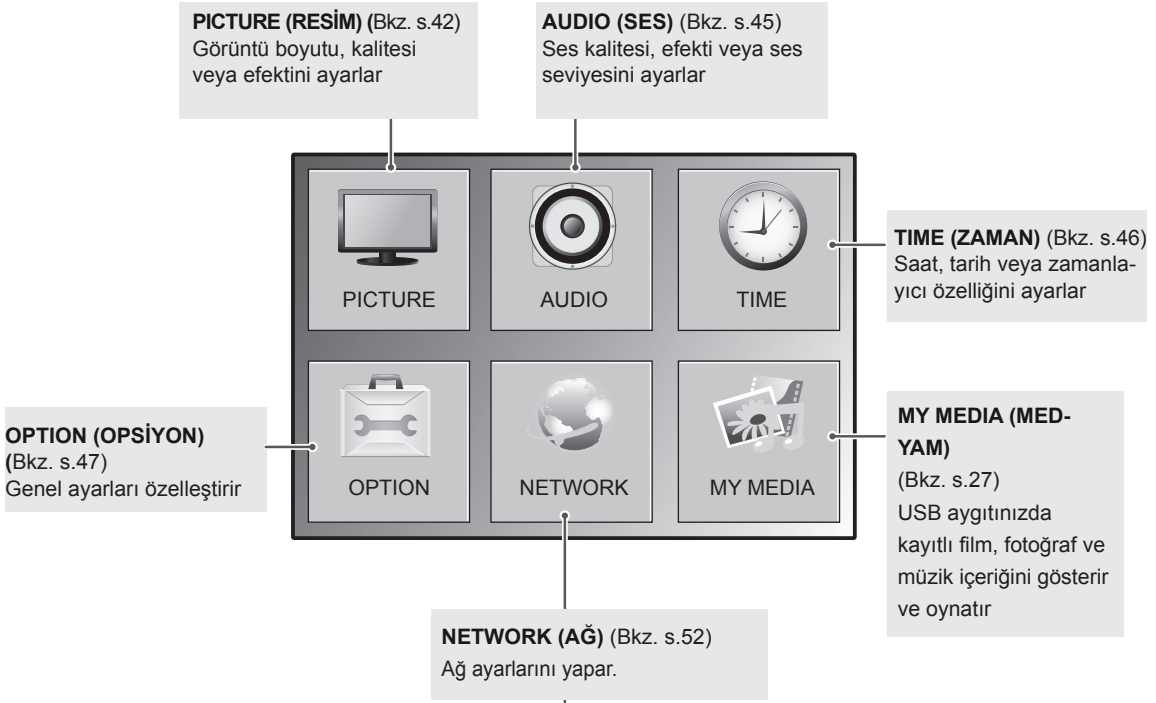 PICTURE (RESİM) (Bkz. s.42)
Görüntü boyutu, kalitesi
veya efektini ayarlar
AUDIO (SES) (Bkz. s.45)
Ses kalitesi, efekti veya ses
seviyesini ayarlar
PICTURE
AUDIO
TIME
TIME (ZAMAN) (Bkz. s.46)
Saat, tarih veya zamanla-
yıcı özelliğini ayarlar
OPTION (OPSİYON)
(Bkz. s.47)
Genel ayarları özelleştirir
OPTION
NETWORK
MY MEDIA
MY MEDIA (MED-
YAM)
(Bkz. s.27)
USB aygıtınızda
kayıtlı film, fotoğraf ve
müzik içeriğini gösterir
ve oynatır
NETWORK (AĞ) (Bkz. s.52)
Ağ ayarlarını yapar.